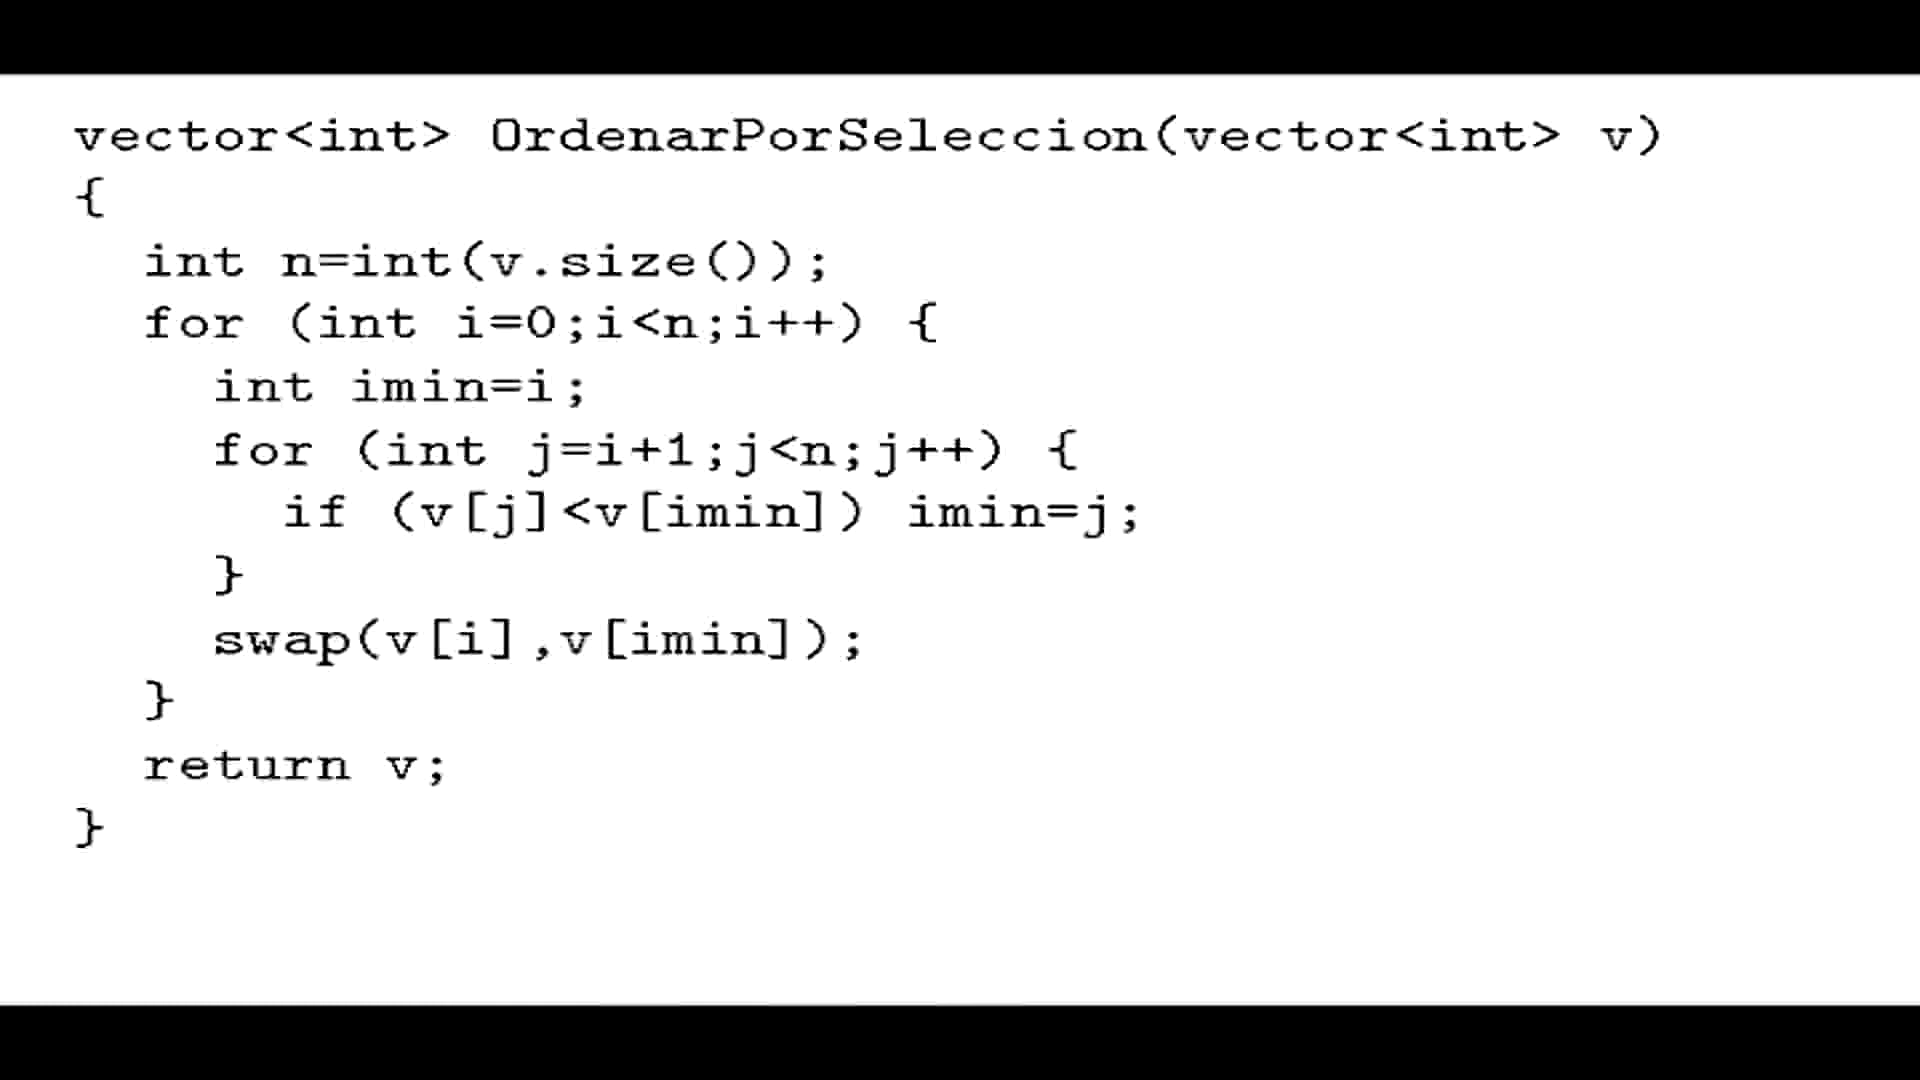 vector<int> OrdenarPorSeleccion(vector<int> v)
{
int n=int(v.size());
for (int i=0;i<n;i++) {
int imin=i;
for (int j=i+1;j<n;j++) {
if (v[j]<v[imin]) imin=j;
}
swap(v[i],v[imin]);
}
return v;
}